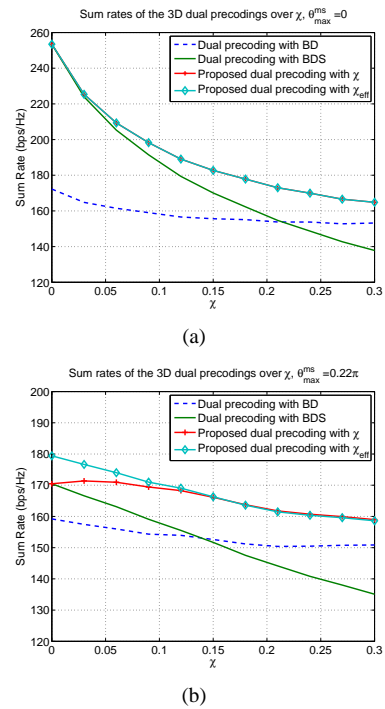 Sum rates of the 3D dual precodings over χ, θ^ms_max=0
Dual precoding with BD
Dual precoding with BDS
Proposed dual precoding with χ
Proposed dual precoding with χ_eff
Sum Rate (bps/Hz)
260
240
220
200
180
160
140
120
0 0.05 0.1 0.15 0.2 0.25 0.3
χ
(a)
Sum rates of the 3D dual precodings over χ, θ^ms_max=0.22π
Dual precoding with BD
Dual precoding with BDS
Proposed dual precoding with χ
Proposed dual precoding with χ_eff
Sum Rate (bps/Hz)
200
190
180
170
160
150
140
130
120
0 0.05 0.1 0.15 0.2 0.25 0.3
χ
(b)